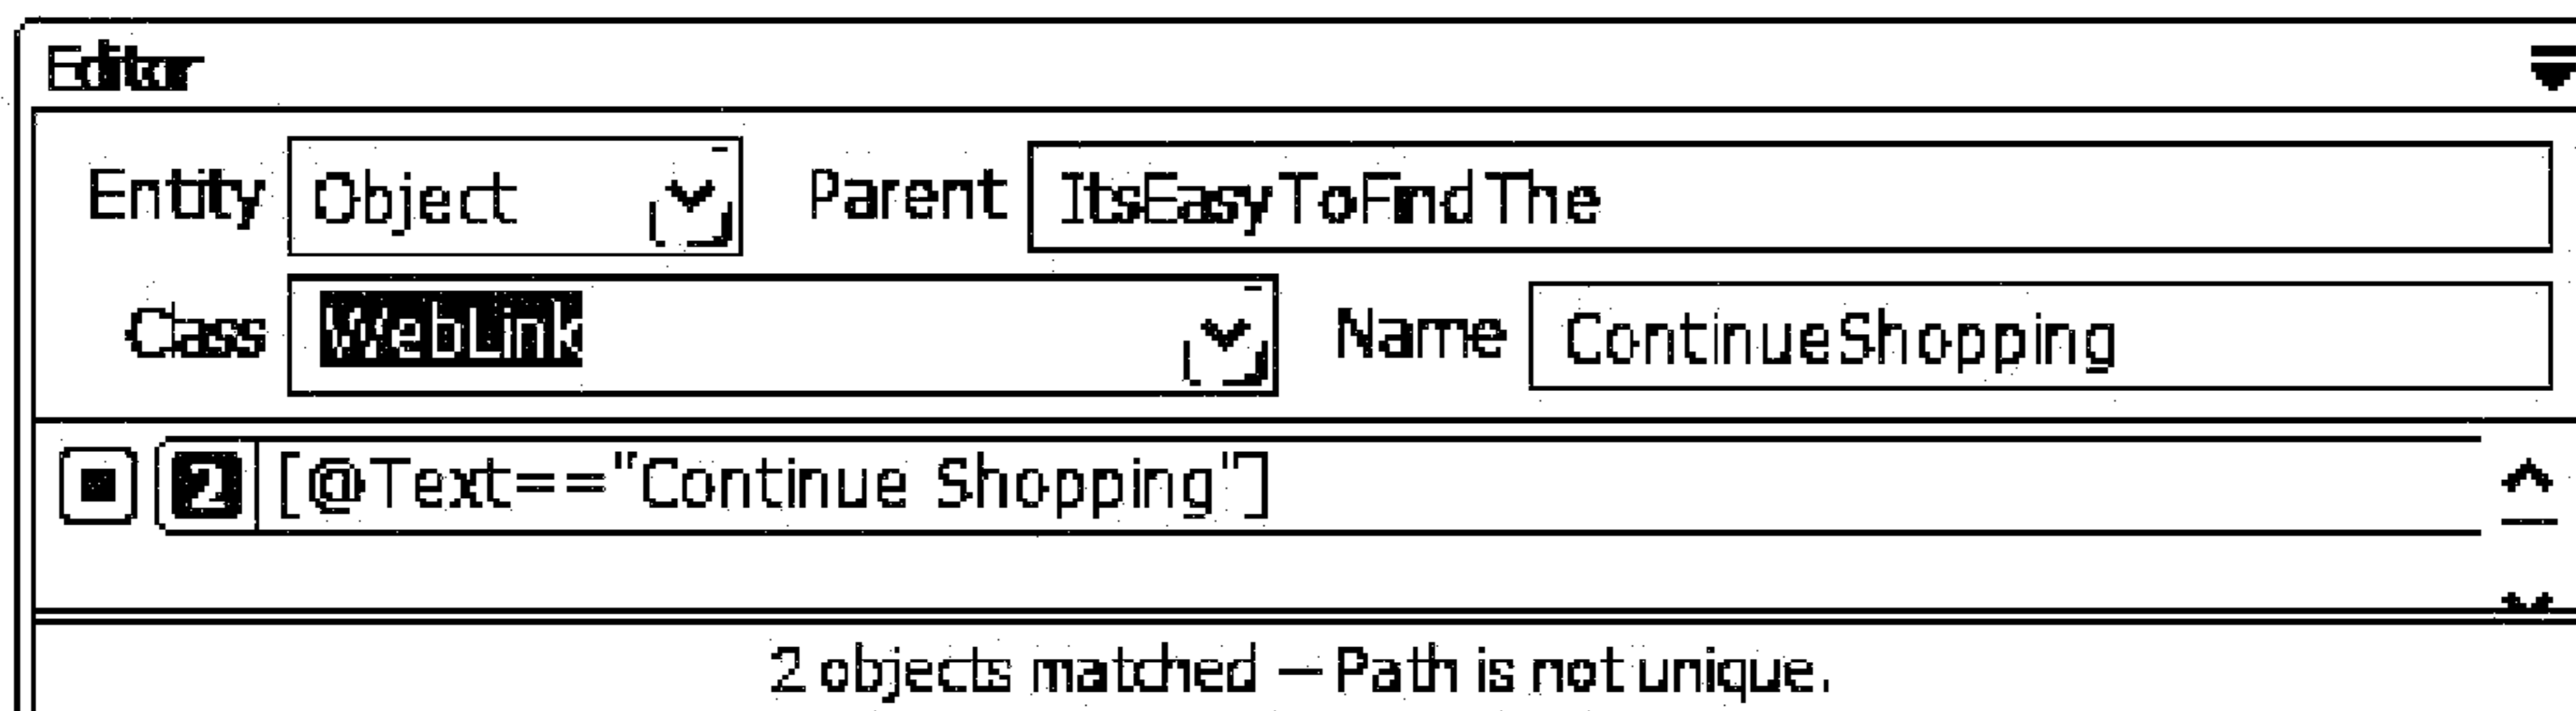 Editor
Entity Object Parent ItsEasyToFindThe
Class WebLink Name ContinueShopping
2 [@Text=="Continue Shopping"]
2 objects matched – Path is not unique.